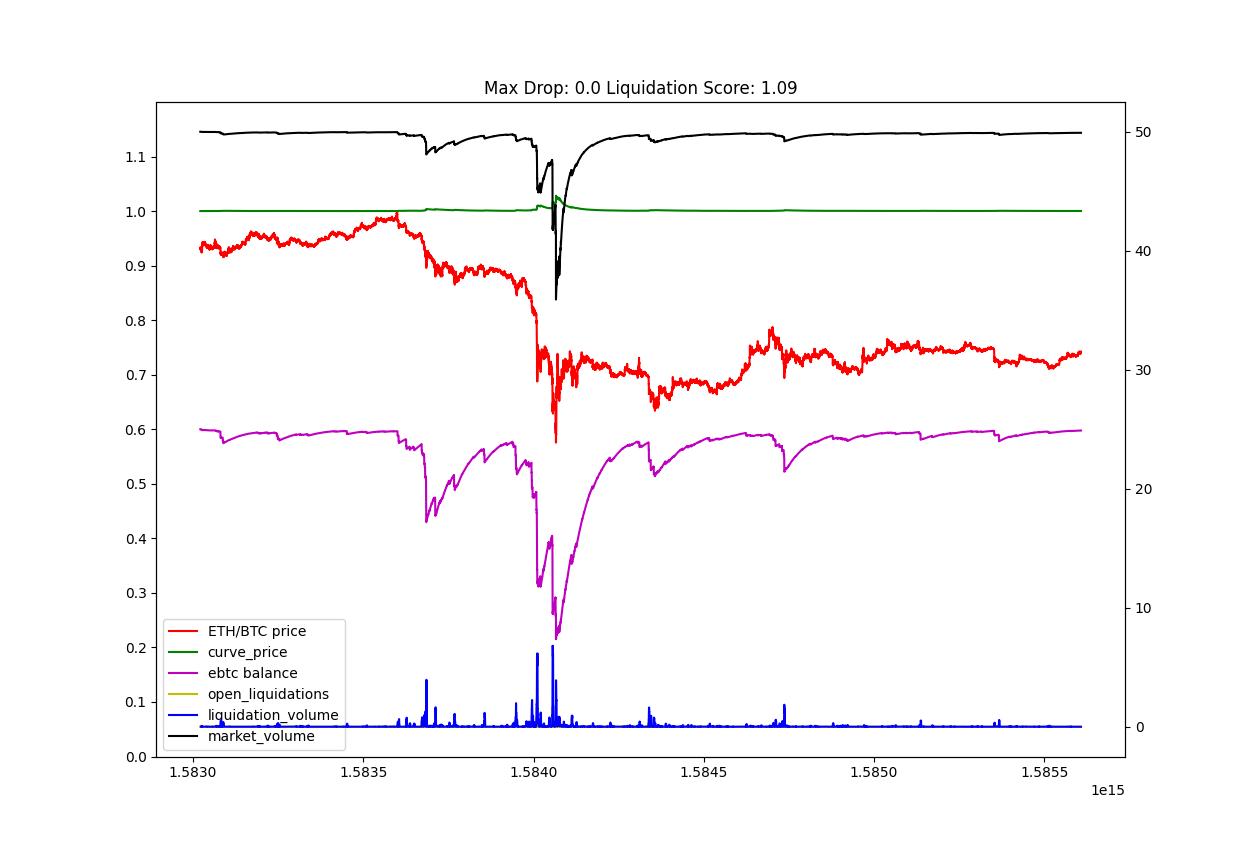 Max Drop: 0.0 Liquidation Score: 1.09
1.1
1.0
0.9
0.8
0.7
0.6
0.5
0.4
0.3
0.2
0.1
0.0
50
40
30
20
10
0
ETH/BTC price
curve_price
ebtc balance
open_liquidations
liquidation_volume
market_volume
1.5830 1.5835 1.5840 1.5845 1.5850 1.5855
1e15